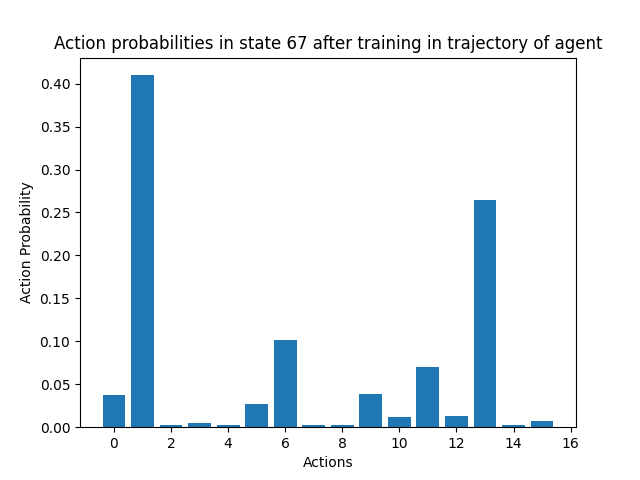 Action probabilities in state 67 after training in trajectory of agent
0.40
0.35
0.30
0.25
0.20
0.15
0.10
0.05
0.00
Action Probability
0 2 4 6 8 10 12 14 16
Actions